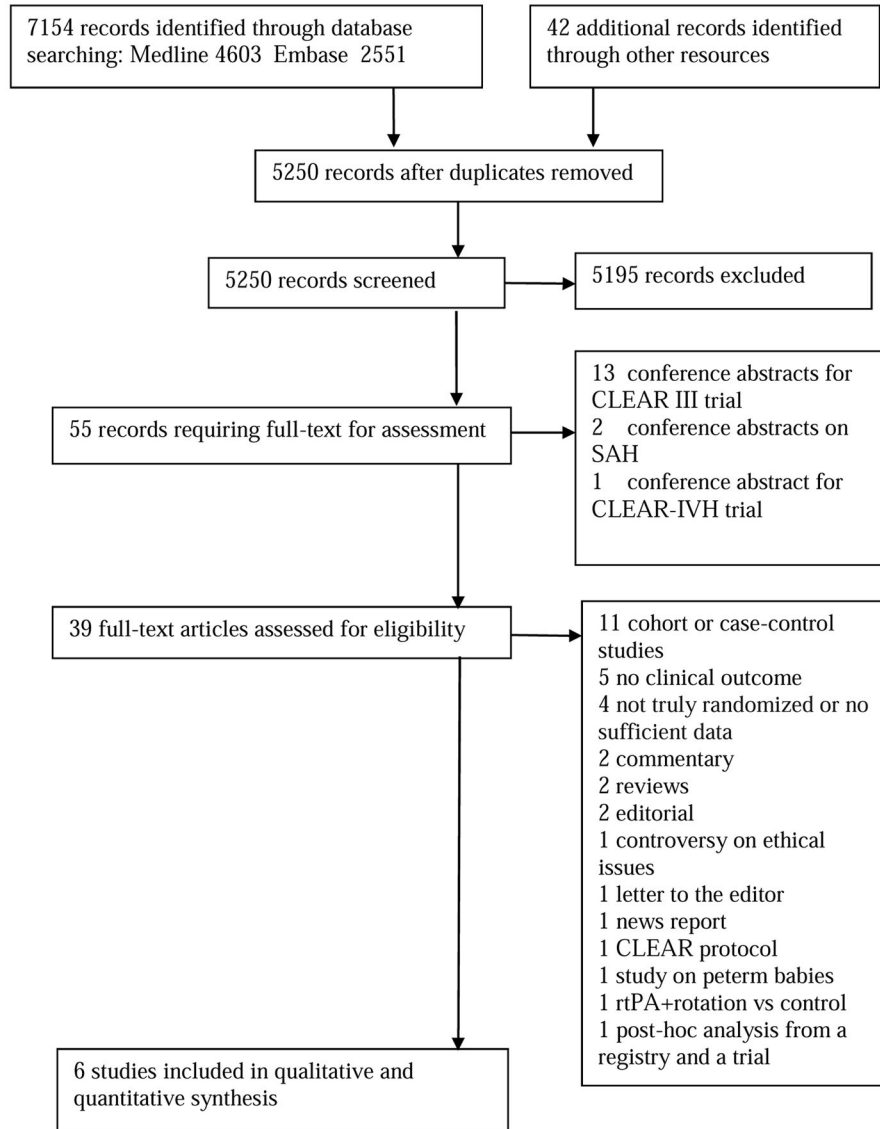 7154 records identified through database
searching: Medline 4603 Embase 2551
42 additional records identified
through other resources
5250 records after duplicates removed
5250 records screened
5195 records excluded
55 records requiring full-text for assessment
13 conference abstracts for
CLEAR III trial
2 conference abstracts on
SAH
1 conference abstract for
CLEAR-IVH trial
39 full-text articles assessed for eligibility
11 cohort or case-control
studies
5 no clinical outcome
4 not truly randomized or no
sufficient data
2 commentary
2 reviews
2 editorial
1 controversy on ethical
issues
1 letter to the editor
1 news report
1 CLEAR protocol
1 study on peterm babies
1 rtPA+rotation vs control
1 post-hoc analysis from a
registry and a trial
6 studies included in qualitative and
quantitative synthesis